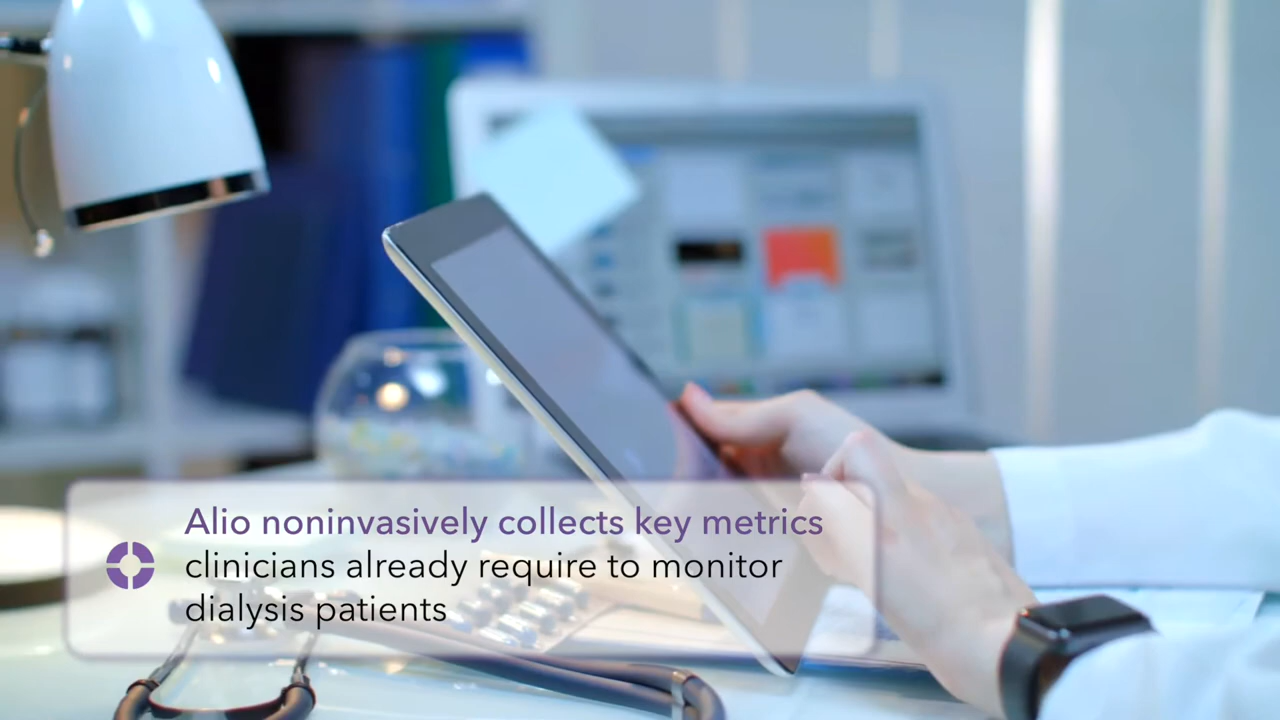 Alio noninvasively collects key metrics
clinicians already require to monitor
dialysis patients